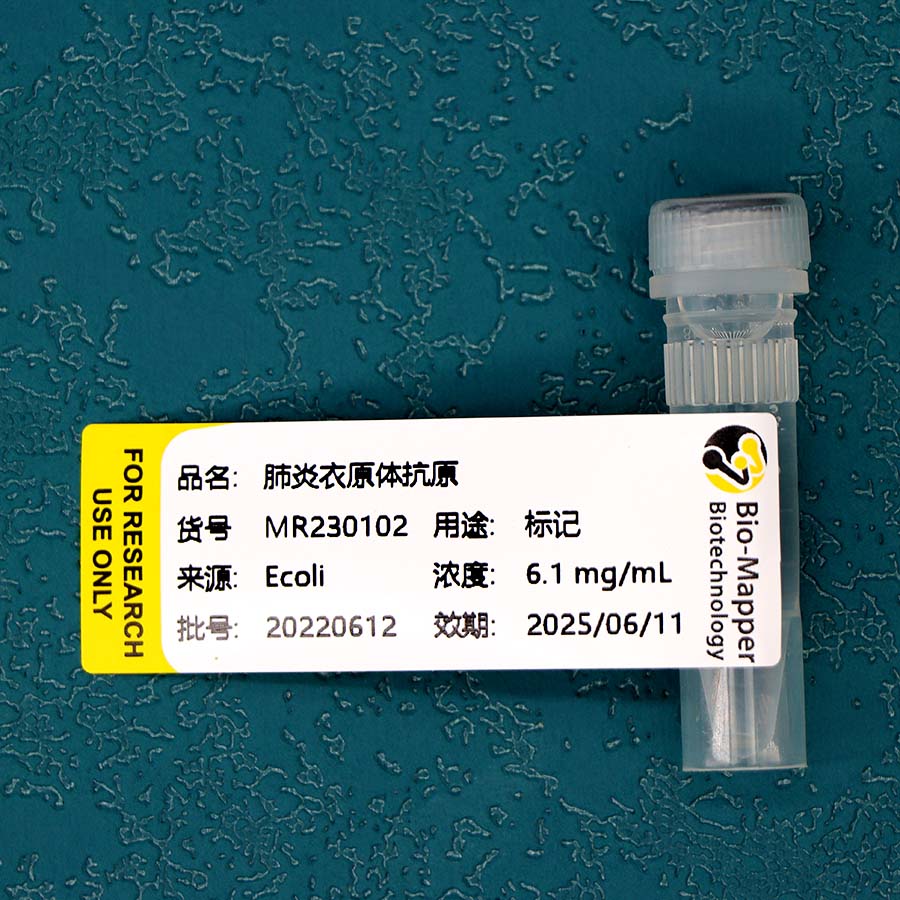 FOR RESEARCH
USE ONLY
品名: 肺炎衣原体抗原
货号 MR230102 用途: 标记
来源: Ecoli 浓度: 6.1 mg/mL
批号: 20220612 效期: 2025/06/11
Bio-Mapper
Biotechnology